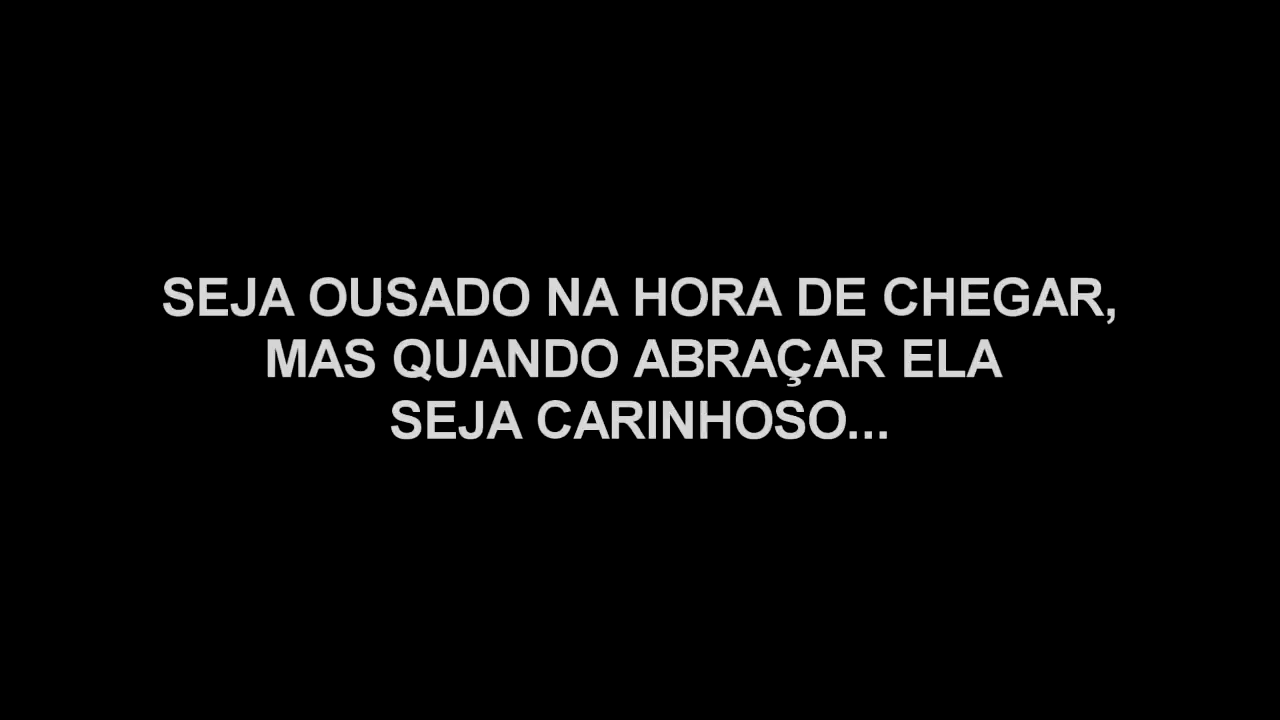 SEJA OUSADO NA HORA DE CHEGAR,
MAS QUANDO ABRAÇAR ELA
SEJA CARINHOSO...